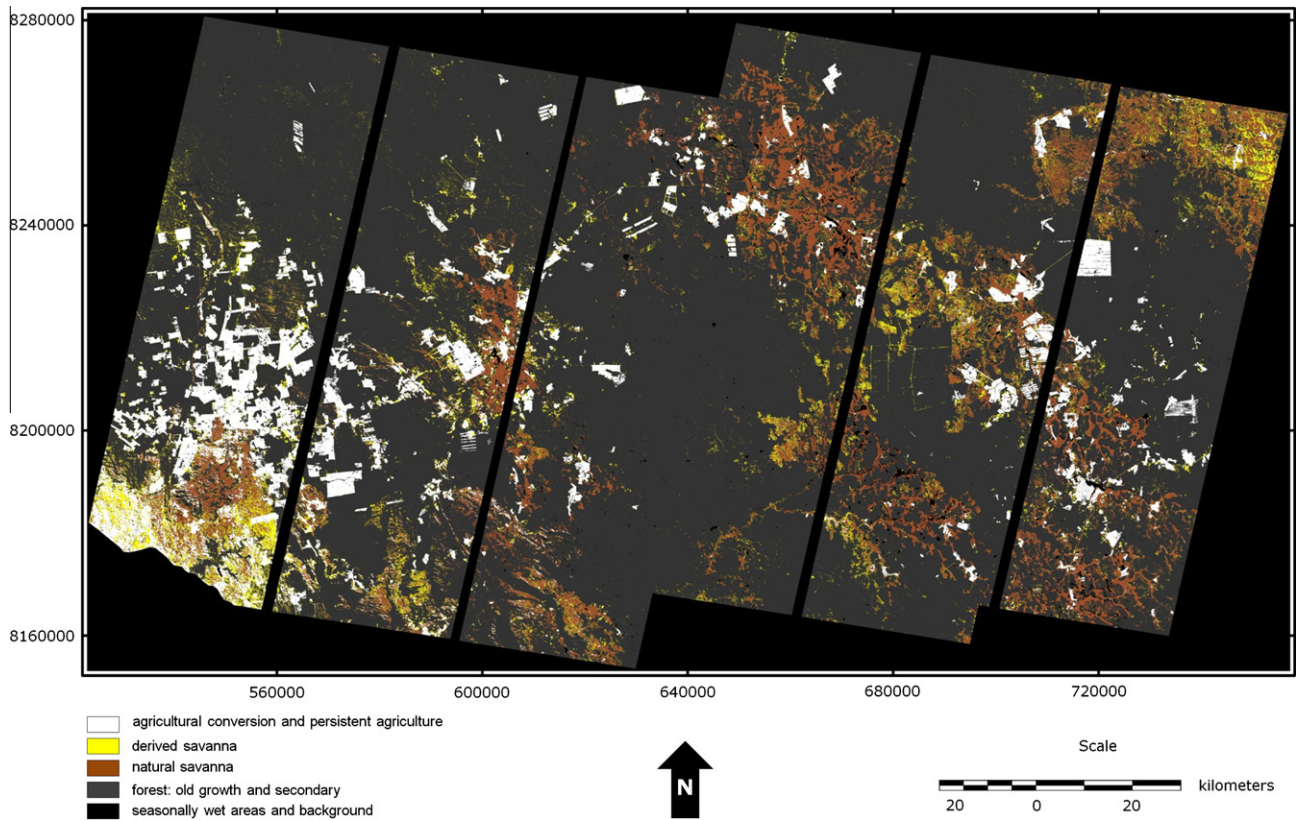 8280000
8240000
8200000
8160000
560000 600000 640000 680000 720000
agricultural conversion and persistent agriculture
derived savanna
natural savanna
forest: old growth and secondary
seasonally wet areas and background
N
Scale
kilometers
20 0 20